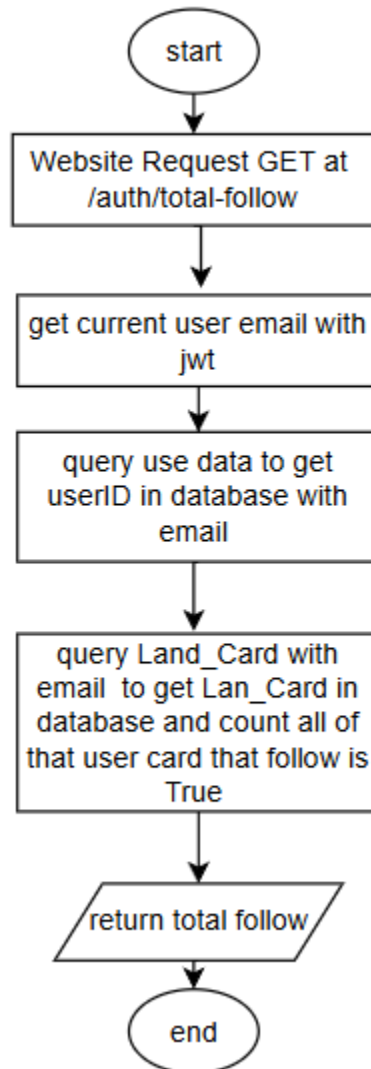 start
Website Request GET at
/auth/total-follow
get current user email with
jwt
query use data to get
userID in database with
email
query Land_Card with
email to get Lan_Card in
database and count all of
that user card that follow is
True
return total follow
end